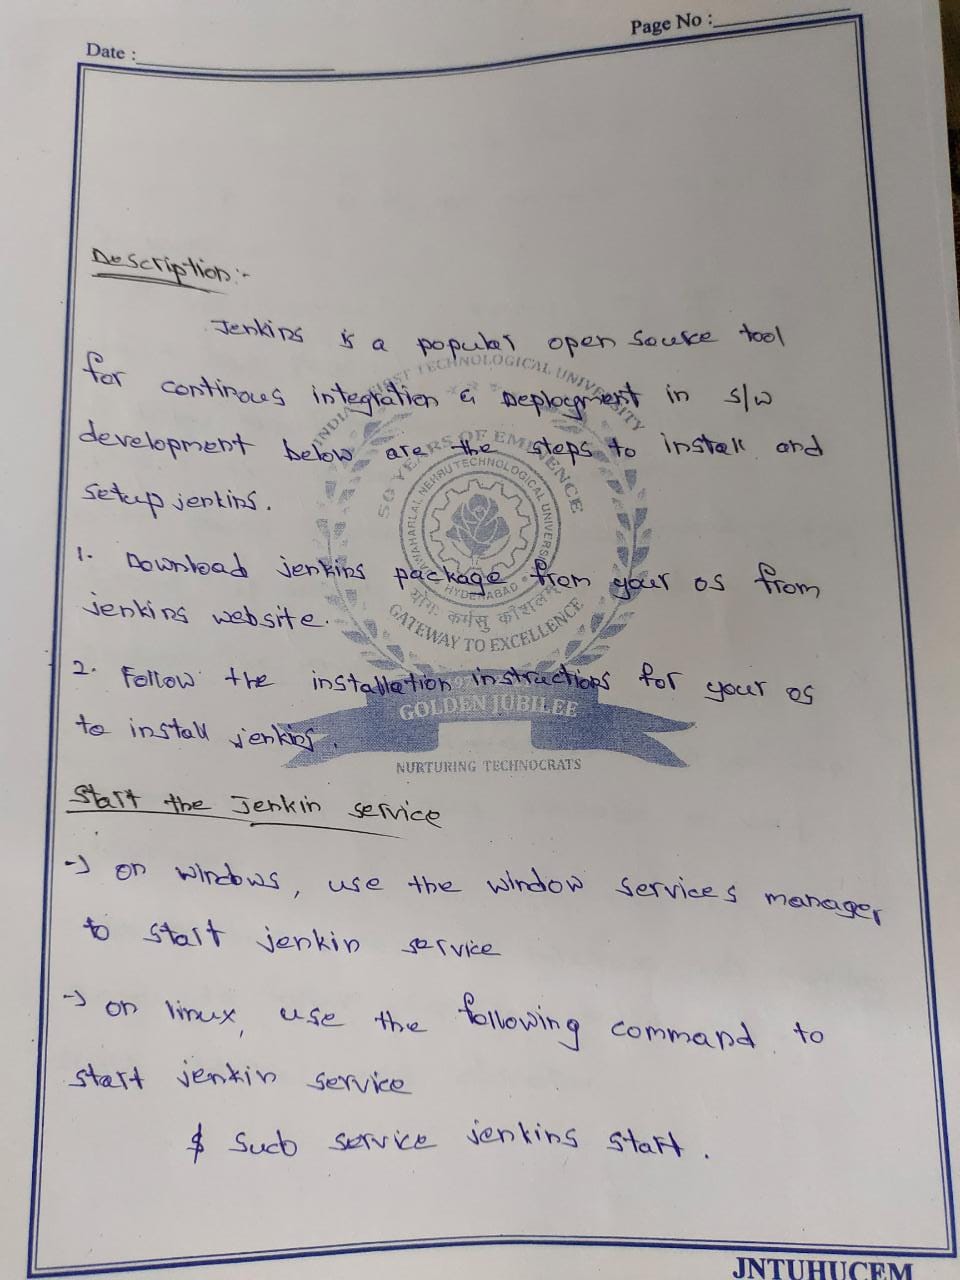 Page No :
Date :
Description:-
Jenkins is a popular open source tool
for continous integration & Deployment in s/w
development below are the steps to install and
setup jenkins.
1. Download jenkins package from your os from
jenkins website.
2. Follow the installation instructions for your os
to install jenkins.
Start the Jenkin service
→ on windows, use the window services manager
to start jenkin service
→ on linux, use the following command to
start jenkin service
$ sudo service jenkins start.
INDIA'S FIRST TECHNOLOGICAL UNIVERSITY
50 YEARS OF EMINENCE
JAWAHARLAL NEHRU TECHNOLOGICAL UNIVERSITY
HYDERABAD
योगः कर्मसु कौशलम्
GATEWAY TO EXCELLENCE
GOLDEN JUBILEE
NURTURING TECHNOCRATS
JNTUHUCEM